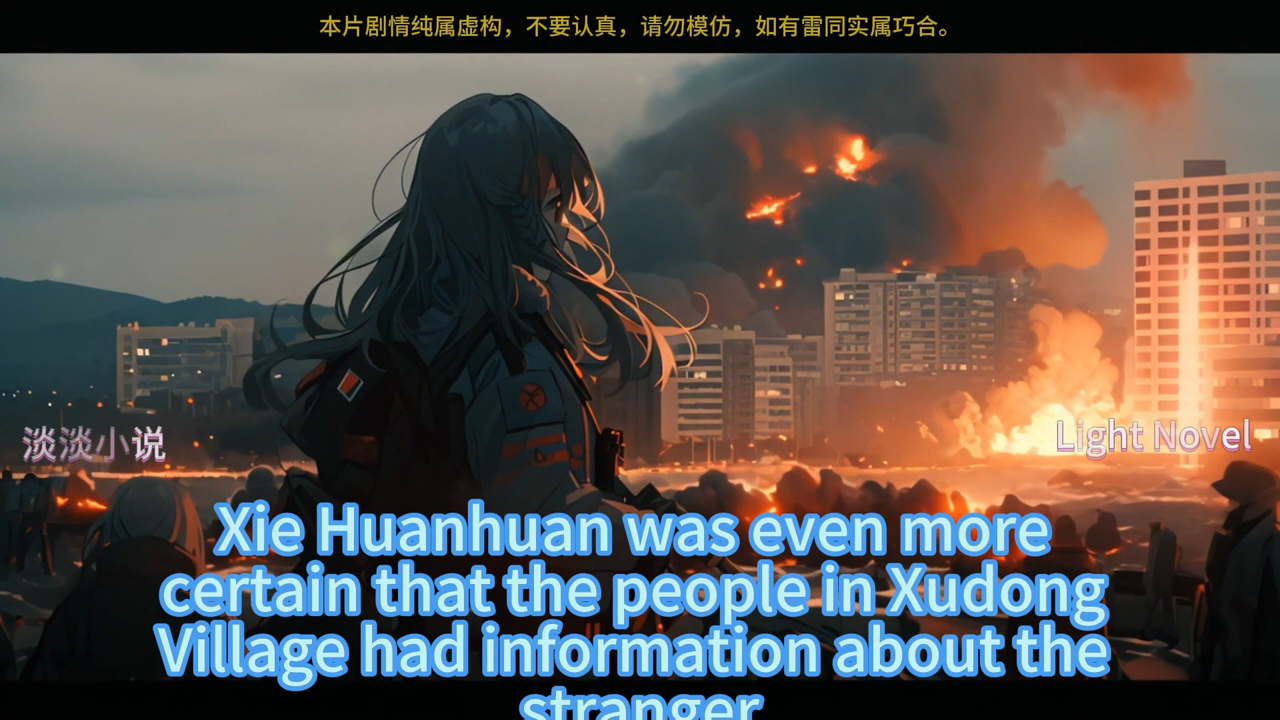 本片剧情纯属虚构，不要认真，请勿模仿，如有雷同实属巧合。
淡淡小说
Light Novel
Xie Huanhuan was even more
certain that the people in Xudong
Village had information about the
stranger